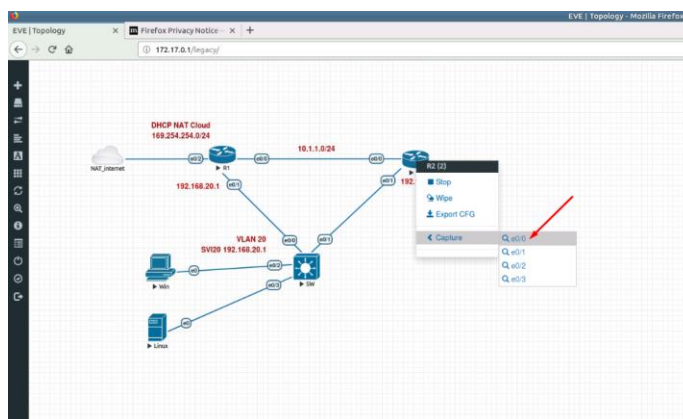 EVE | Topology - Mozilla Firefox
EVE | Topology
Firefox Privacy Notice
172.17.0.1/legacy/
DHCP NAT Cloud
169.254.254.0/24
10.1.1.0/24
NAT_internet
e0/2
R1
e0/0
e0/0
R2 (2)
192.168.20.1
e0/1
e0/1
192.
Stop
Wipe
Export CFG
Capture
e0/0
e0/1
e0/2
e0/3
VLAN 20
SVI20 192.168.20.1
e0/0
e0/1
e0/2
e0/3
SW
e0
Win
e0
Linux